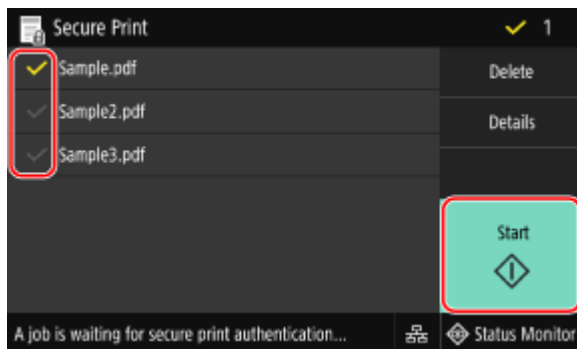 Secure Print
1
Sample.pdf
Delete
Sample2.pdf
Details
Sample3.pdf
Start
A job is waiting for secure print authentication...
Status Monitor